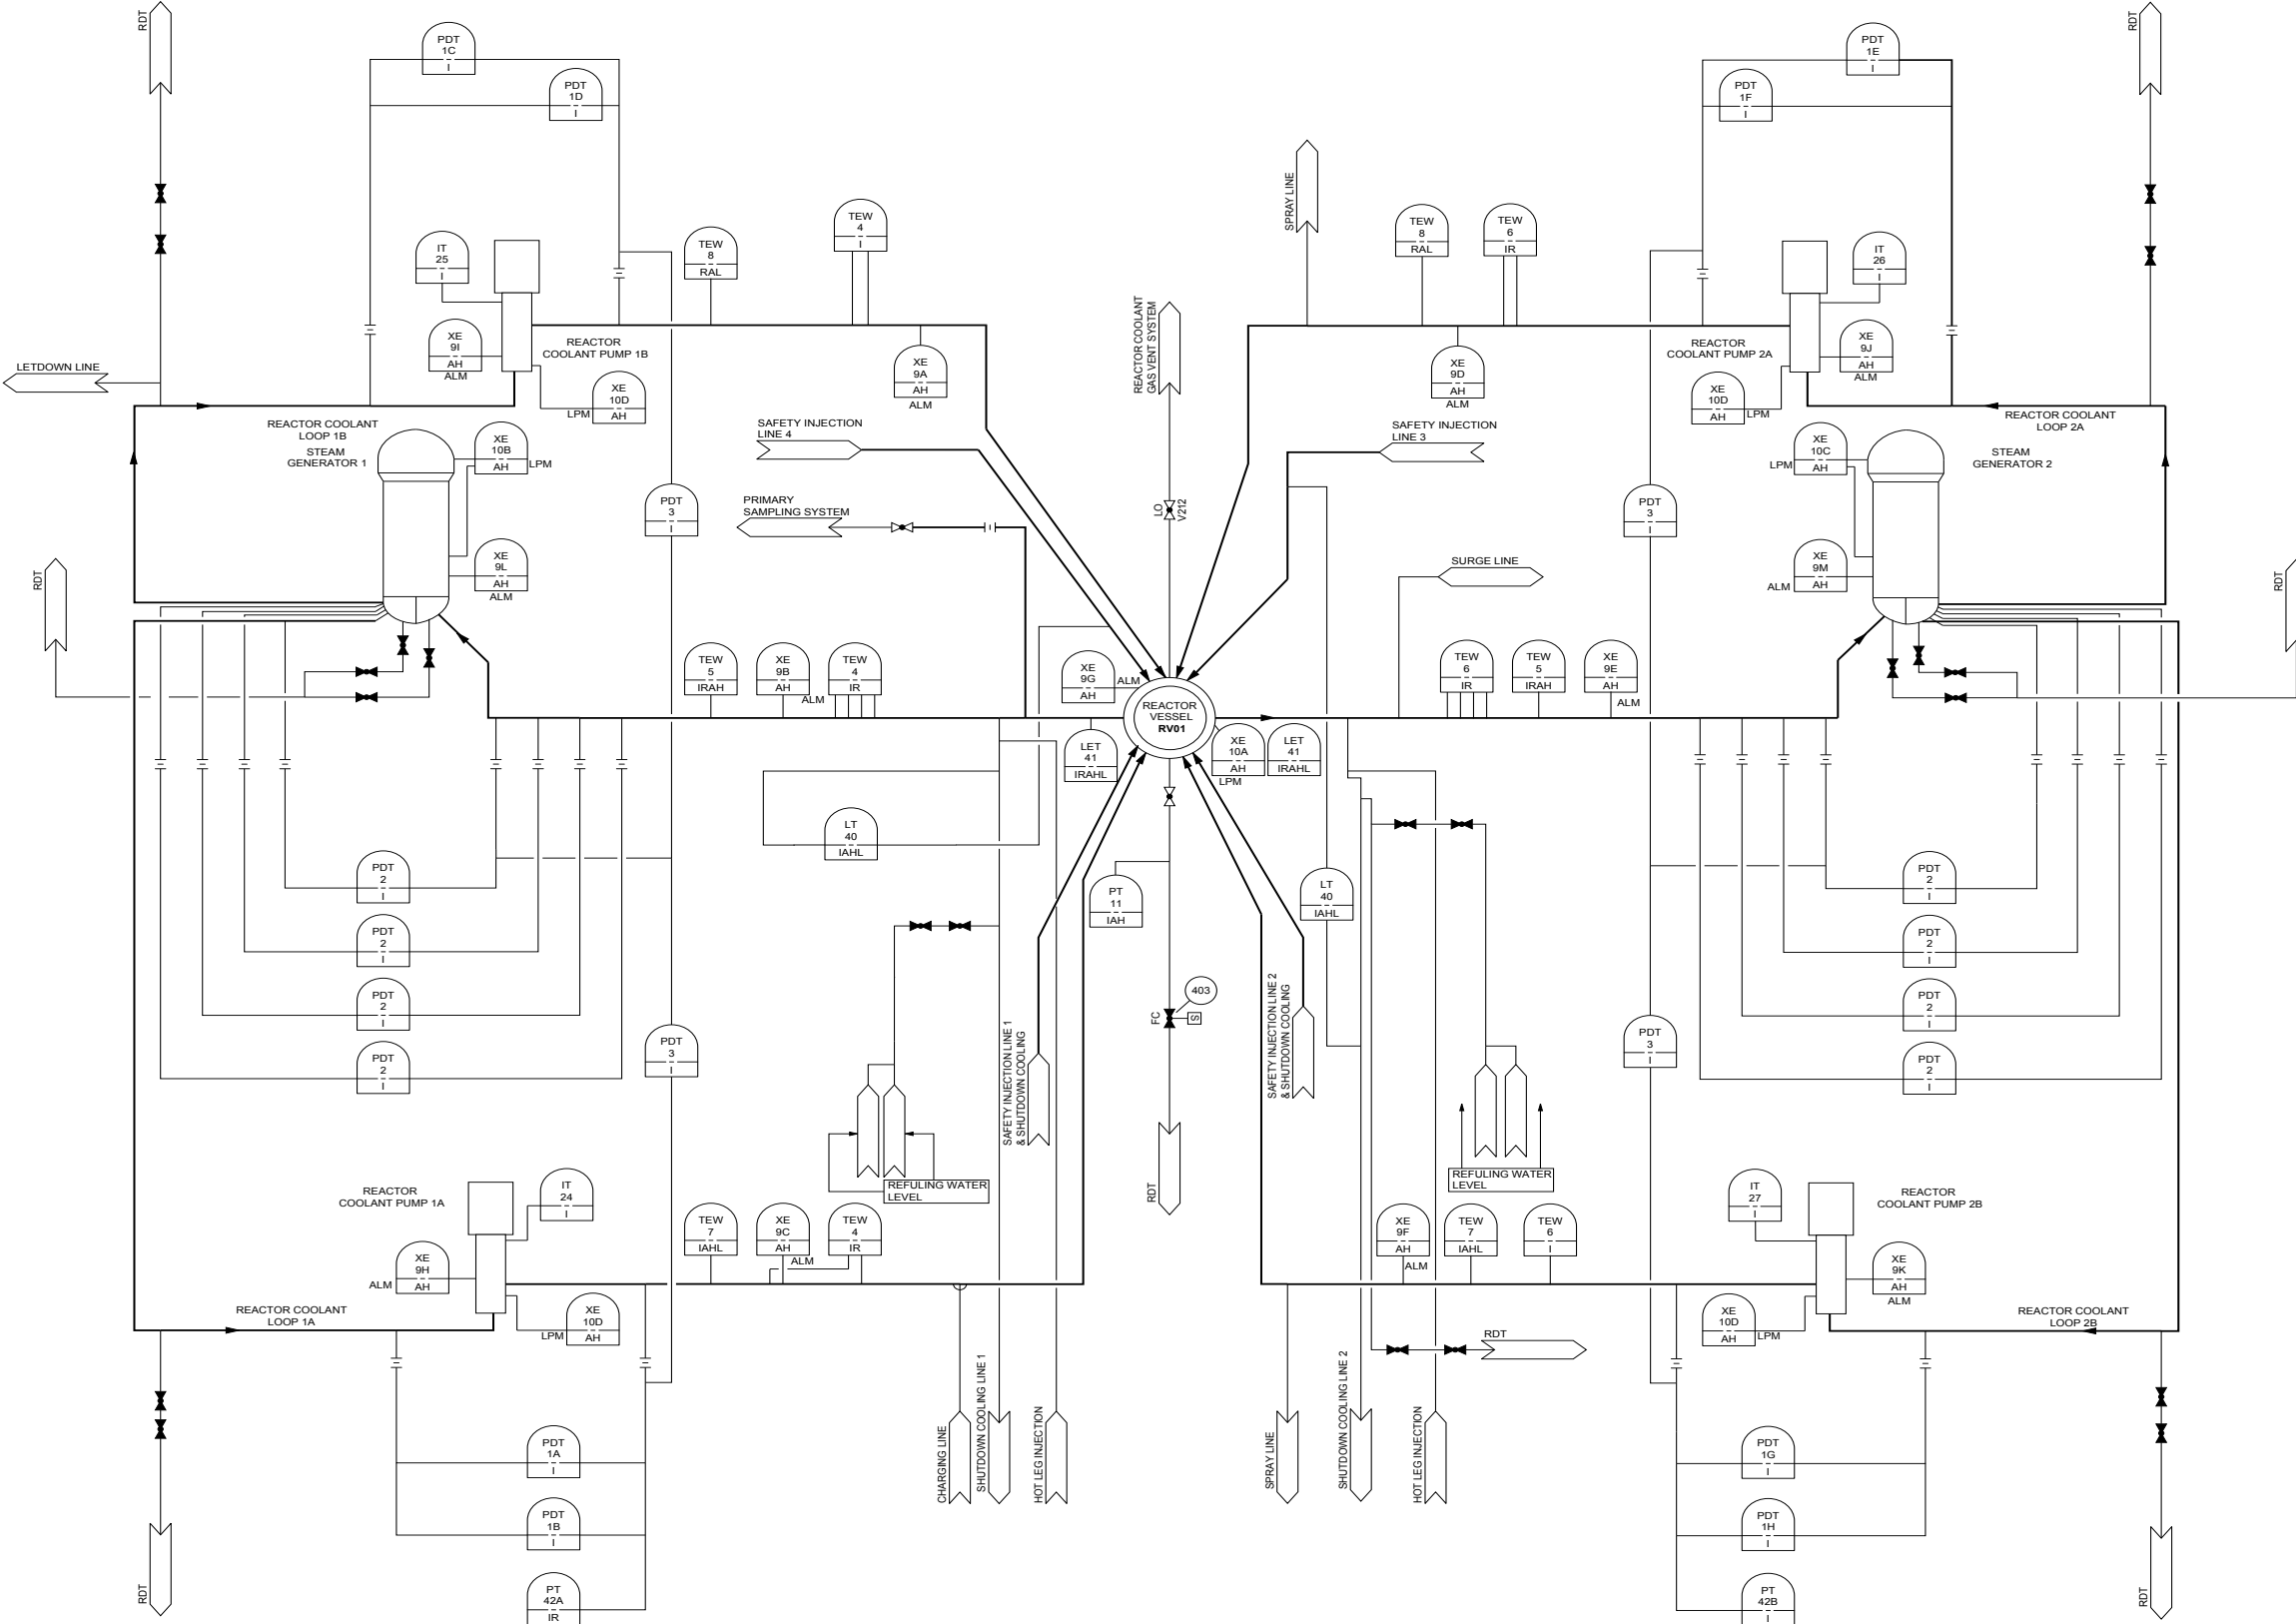 RDT
PDT
1C
I
PDT
1D
I
PDT
1E
I
PDT
1F
I
RDT
SPRAY LINE
IT
25
I
TEW
8
RAL
TEW
4
I
TEW
8
RAL
TEW
6
IR
IT
26
I
XE
9I
AH
ALM
REACTOR
COOLANT PUMP 1B
XE
9A
AH
ALM
REACTOR COOLANT
GAS VENT SYSTEM
XE
9D
AH
ALM
REACTOR
COOLANT PUMP 2A
XE
9J
AH
ALM
LETDOWN LINE
XE
10D
AH
LPM
XE
10D
AH
LPM
REACTOR COOLANT
LOOP 1B
STEAM
GENERATOR 1
XE
10B
AH
LPM
SAFETY INJECTION
LINE 4
SAFETY INJECTION
LINE 3
REACTOR COOLANT
LOOP 2A
STEAM
GENERATOR 2
XE
10C
AH
LPM
PDT
3
I
PRIMARY
SAMPLING SYSTEM
LO
V212
PDT
3
I
XE
9L
AH
ALM
SURGE LINE
XE
9M
AH
ALM
RDT
RDT
TEW
5
IRAH
XE
9B
AH
ALM
TEW
4
IR
XE
9G
AH
ALM
REACTOR
VESSEL
RV01
TEW
6
IR
TEW
5
IRAH
XE
9E
AH
ALM
LET
41
IRAHL
XE
10A
AH
LPM
LET
41
IRAHL
LT
40
IAHL
PT
11
IAH
LT
40
IAHL
PDT
2
I
PDT
2
I
PDT
2
I
PDT
2
I
PDT
2
I
PDT
2
I
PDT
2
I
PDT
2
I
403
FC
S
SAFETY INJECTION LINE 1
& SHUTDOWN COOLING
SAFETY INJECTION LINE 2
& SHUTDOWN COOLING
PDT
3
I
PDT
3
I
RDT
REFULING WATER
LEVEL
REFULING WATER
LEVEL
REACTOR
COOLANT PUMP 1A
IT
24
I
TEW
7
IAHL
XE
9C
AH
ALM
TEW
4
IR
XE
9F
AH
ALM
TEW
7
IAHL
TEW
6
I
IT
27
I
REACTOR
COOLANT PUMP 2B
XE
9H
AH
ALM
XE
9K
AH
ALM
REACTOR COOLANT
LOOP 1A
XE
10D
AH
LPM
XE
10D
AH
LPM
REACTOR COOLANT
LOOP 2B
RDT
CHARGING LINE
SHUTDOWN COOLING LINE 1
HOT LEG INJECTION
SPRAY LINE
SHUTDOWN COOLING LINE 2
HOT LEG INJECTION
PDT
1A
I
PDT
1B
I
PT
42A
IR
PDT
1G
I
PDT
1H
I
PT
42B
I
RDT
RDT